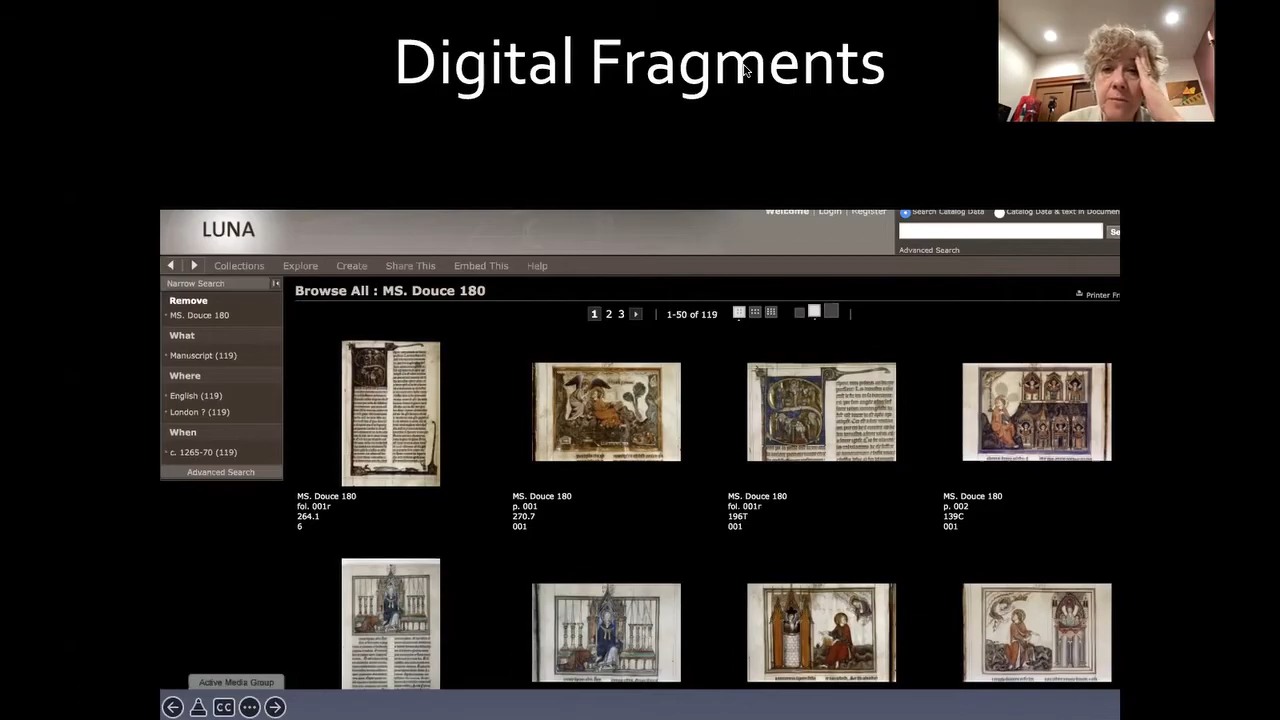 Digital Fragments
LUNA
Welcome | Login | Register
Search Catalog Data
Catalog Data & text in Documen
Se
Advanced Search
Collections Explore Create Share This Embed This Help
Narrow Search
Remove
MS. Douce 180
What
Manuscript (119)
Where
English (119)
London ? (119)
When
c. 1265-70 (119)
Advanced Search
Browse All : MS. Douce 180
Printer Fr
1 2 3 | 1-50 of 119 |
MS. Douce 180
fol. 001r
264.1
6
MS. Douce 180
p. 001
270.7
001
MS. Douce 180
fol. 001r
196T
001
MS. Douce 180
p. 002
139C
001
Active Media Group
CC